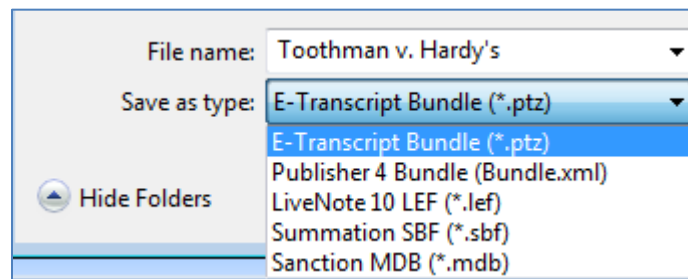 File name: Toothman v. Hardy's
Save as type: E-Transcript Bundle (*.ptz)
E-Transcript Bundle (*.ptz)
Publisher 4 Bundle (Bundle.xml)
Hide Folders
LiveNote 10 LEF (*.lef)
Summation SBF (*.sbf)
Sanction MDB (*.mdb)